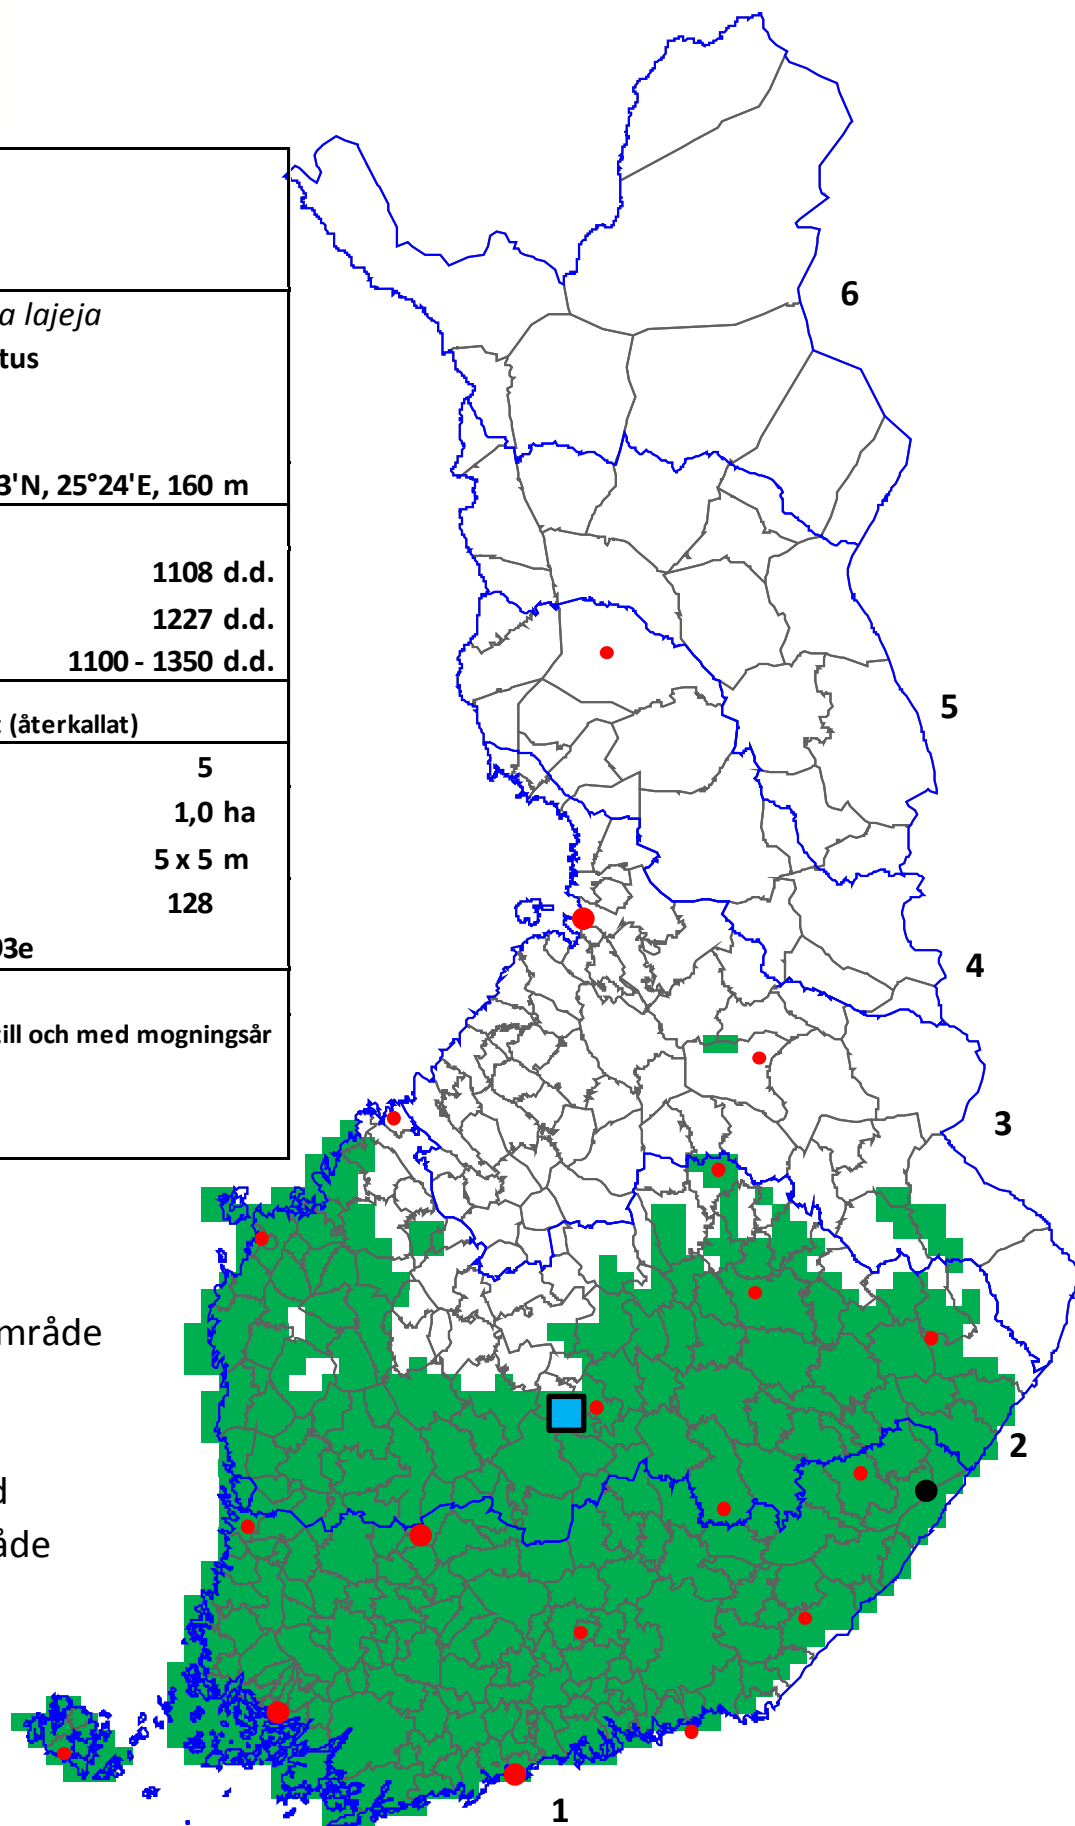 a lajeja
tus
3'N, 25°24'E, 160 m
1108 d.d.
1227 d.d.
1100 - 1350 d.d.
(återkallat)
5
1,0 ha
5 x 5 m
128
03e
till och med mogningsår
6
5
4
3
område
2
d
åde
1